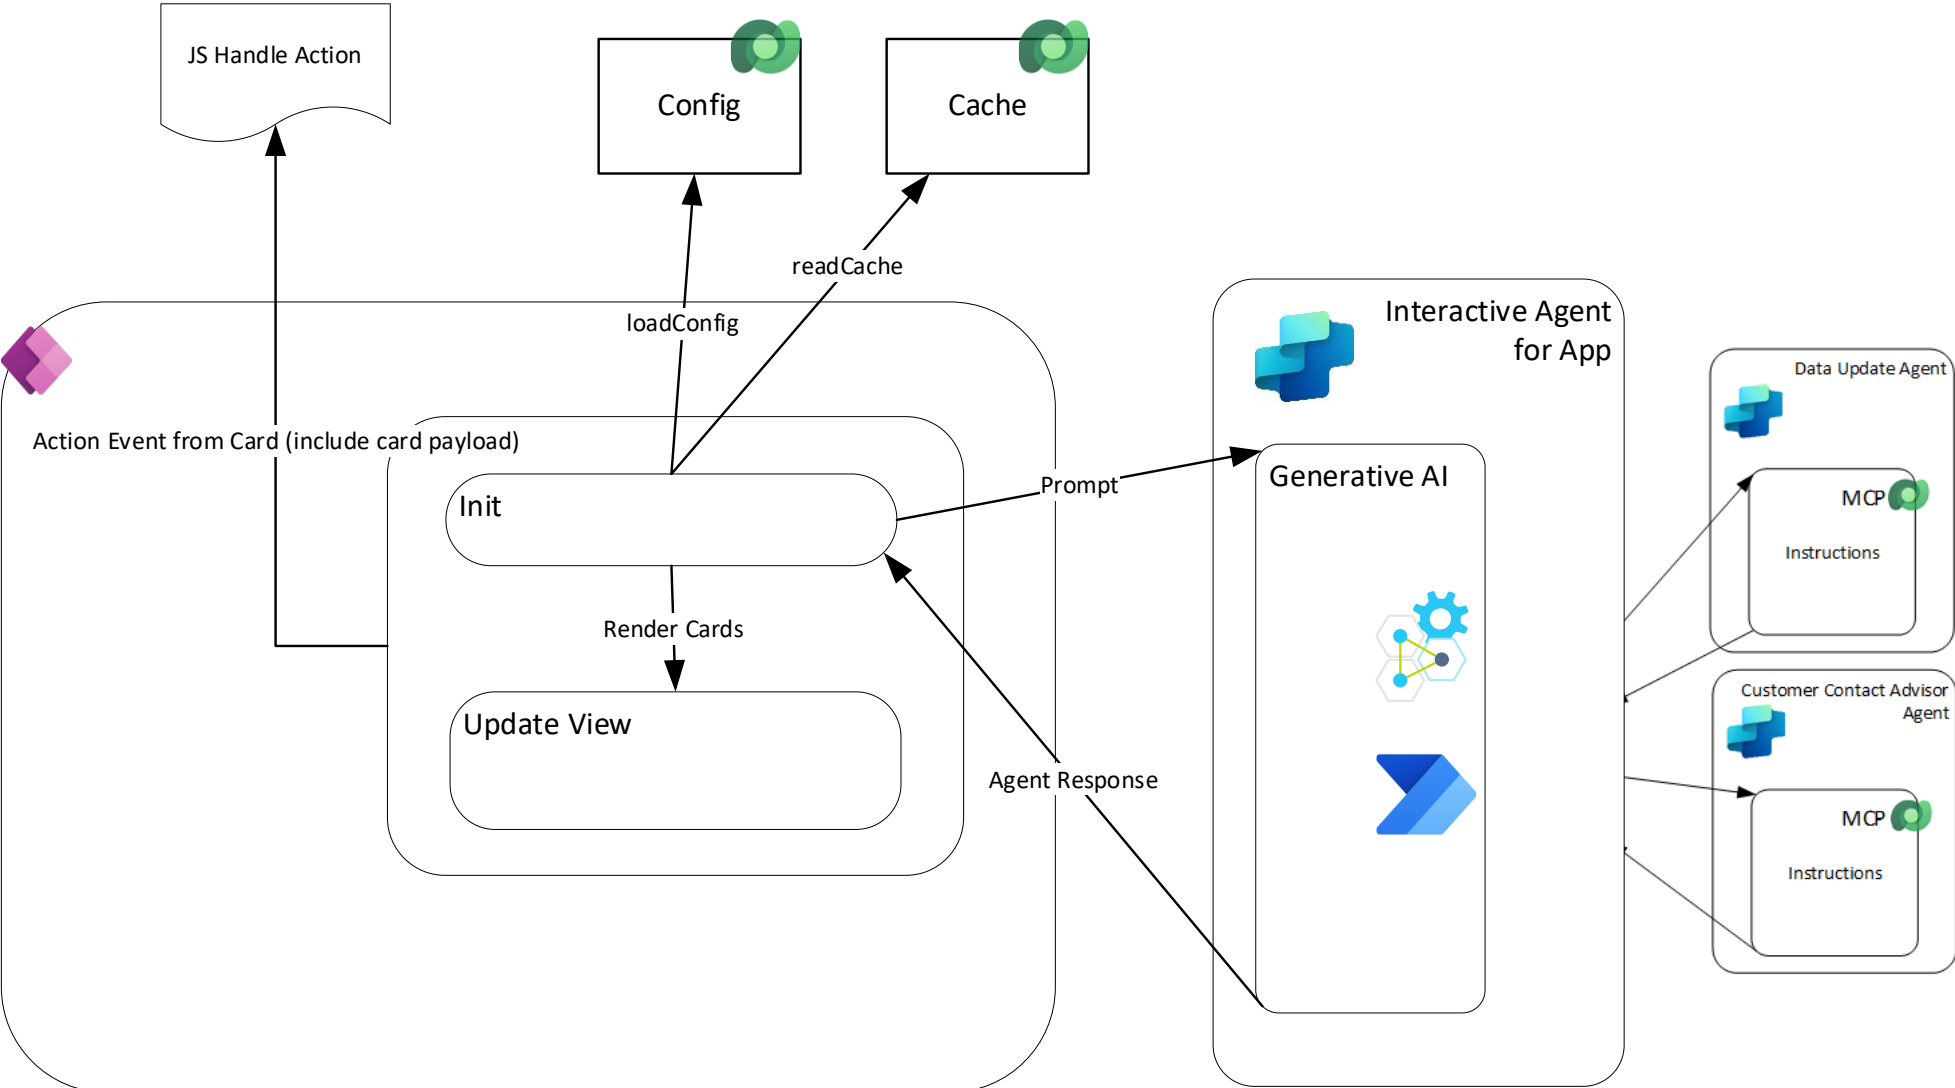 JS Handle Action
Config
Cache
readCache
loadConfig
Interactive Agent
for App
Data Update Agent
Action Event from Card (include card payload)
Init
Prompt
Generative AI
MCP
Instructions
Render Cards
Update View
Agent Response
Customer Contact Advisor
Agent
MCP
Instructions